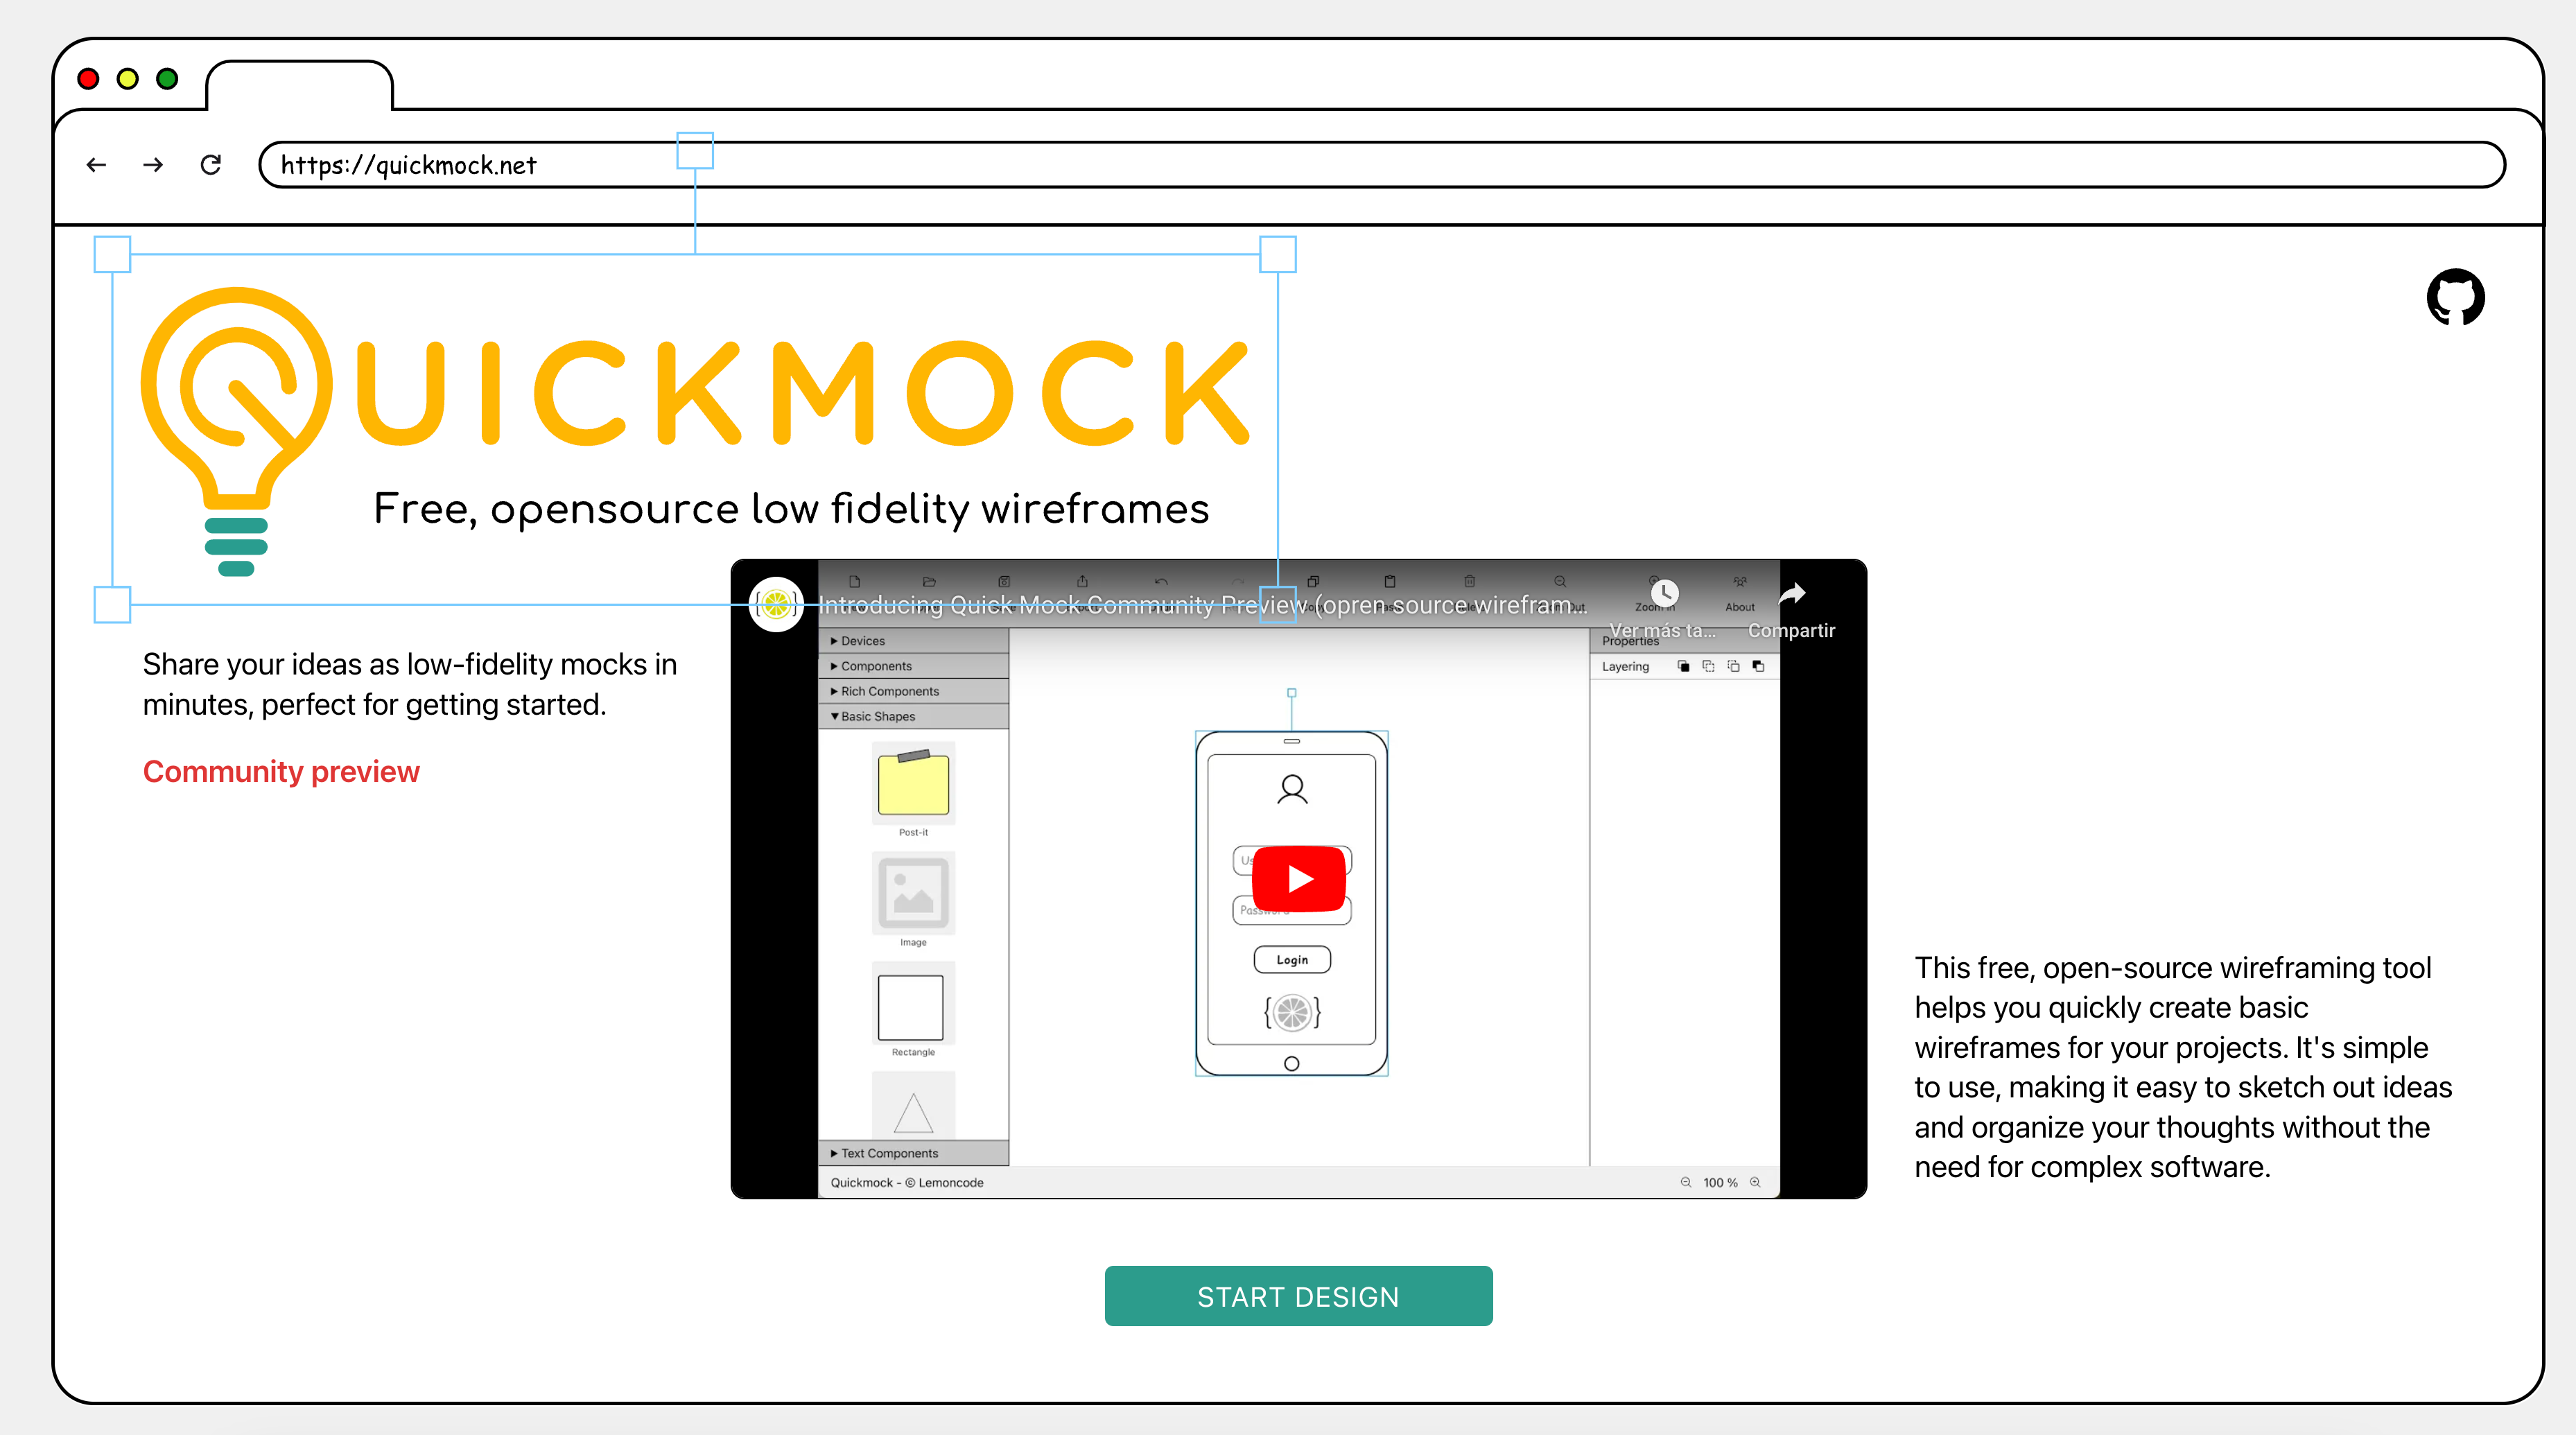 https://quickmock.net
QUICKMOCK
Free, opensource low fidelity wireframes
Share your ideas as low-fidelity mocks in
minutes, perfect for getting started.
Community preview
Introducing Quick Mock Community Preview (opren source wirefram...
Zoom In
About
Ver más ta...
Compartir
Devices
Components
Rich Components
Basic Shapes
Post-it
Image
Rectangle
Text Components
Properties
Layering
Password
Login
Quickmock - © Lemoncode
100 %
This free, open-source wireframing tool
helps you quickly create basic
wireframes for your projects. It's simple
to use, making it easy to sketch out ideas
and organize your thoughts without the
need for complex software.
START DESIGN